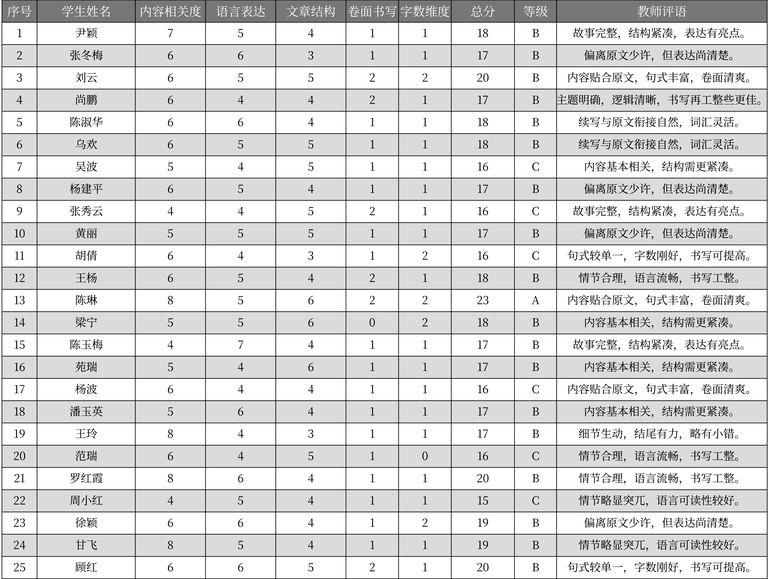 序号 学生姓名 内容相关度 语言表达 文章结构 卷面书写 字数维度 总分 等级 教师评语
1 尹颖 7 5 4 1 1 18 B 故事完整，结构紧凑，表达有亮点。
2 张冬梅 6 6 3 1 1 17 B 偏离原文少许，但表达尚清楚。
3 刘云 6 5 5 2 2 20 B 内容贴合原文，句式丰富，卷面清爽。
4 尚鹏 6 4 4 2 1 17 B 主题明确，逻辑清晰，书写再工整些更佳。
5 陈淑华 6 6 4 1 1 18 B 续写与原文衔接自然，词汇灵活。
6 乌欢 6 5 5 1 1 18 B 续写与原文衔接自然，词汇灵活。
7 吴波 5 4 5 1 1 16 C 内容基本相关，结构需更紧凑。
8 杨建平 6 5 4 1 1 17 B 偏离原文少许，但表达尚清楚。
9 张秀云 4 4 5 2 1 16 C 故事完整，结构紧凑，表达有亮点。
10 黄丽 5 5 5 1 1 17 B 偏离原文少许，但表达尚清楚。
11 胡倩 6 4 3 1 2 16 C 句式较单一，字数刚好，书写可提高。
12 王杨 6 5 4 2 1 18 B 情节合理，语言流畅，书写工整。
13 陈琳 8 5 6 2 2 23 A 内容贴合原文，句式丰富，卷面清爽。
14 梁宁 5 5 6 0 2 18 B 内容基本相关，结构需更紧凑。
15 陈玉梅 4 7 4 1 1 17 B 故事完整，结构紧凑，表达有亮点。
16 苑瑞 5 4 6 1 1 17 B 内容基本相关，结构需更紧凑。
17 杨波 6 4 4 1 1 16 C 内容贴合原文，句式丰富，卷面清爽。
18 潘玉英 5 6 4 1 1 17 B 内容基本相关，结构需更紧凑。
19 王玲 8 4 3 1 1 17 B 细节生动，结尾有力，略有小错。
20 范瑞 6 4 5 1 0 16 C 情节合理，语言流畅，书写工整。
21 罗红霞 8 6 4 1 1 20 B 情节合理，语言流畅，书写工整。
22 周小红 4 5 4 1 1 15 C 情节略显突兀，语言可读性较好。
23 徐颖 6 6 4 1 2 19 B 偏离原文少许，但表达尚清楚。
24 甘飞 8 5 4 1 1 19 B 情节略显突兀，语言可读性较好。
25 顾红 6 6 5 2 1 20 B 句式较单一，字数刚好，书写可提高。